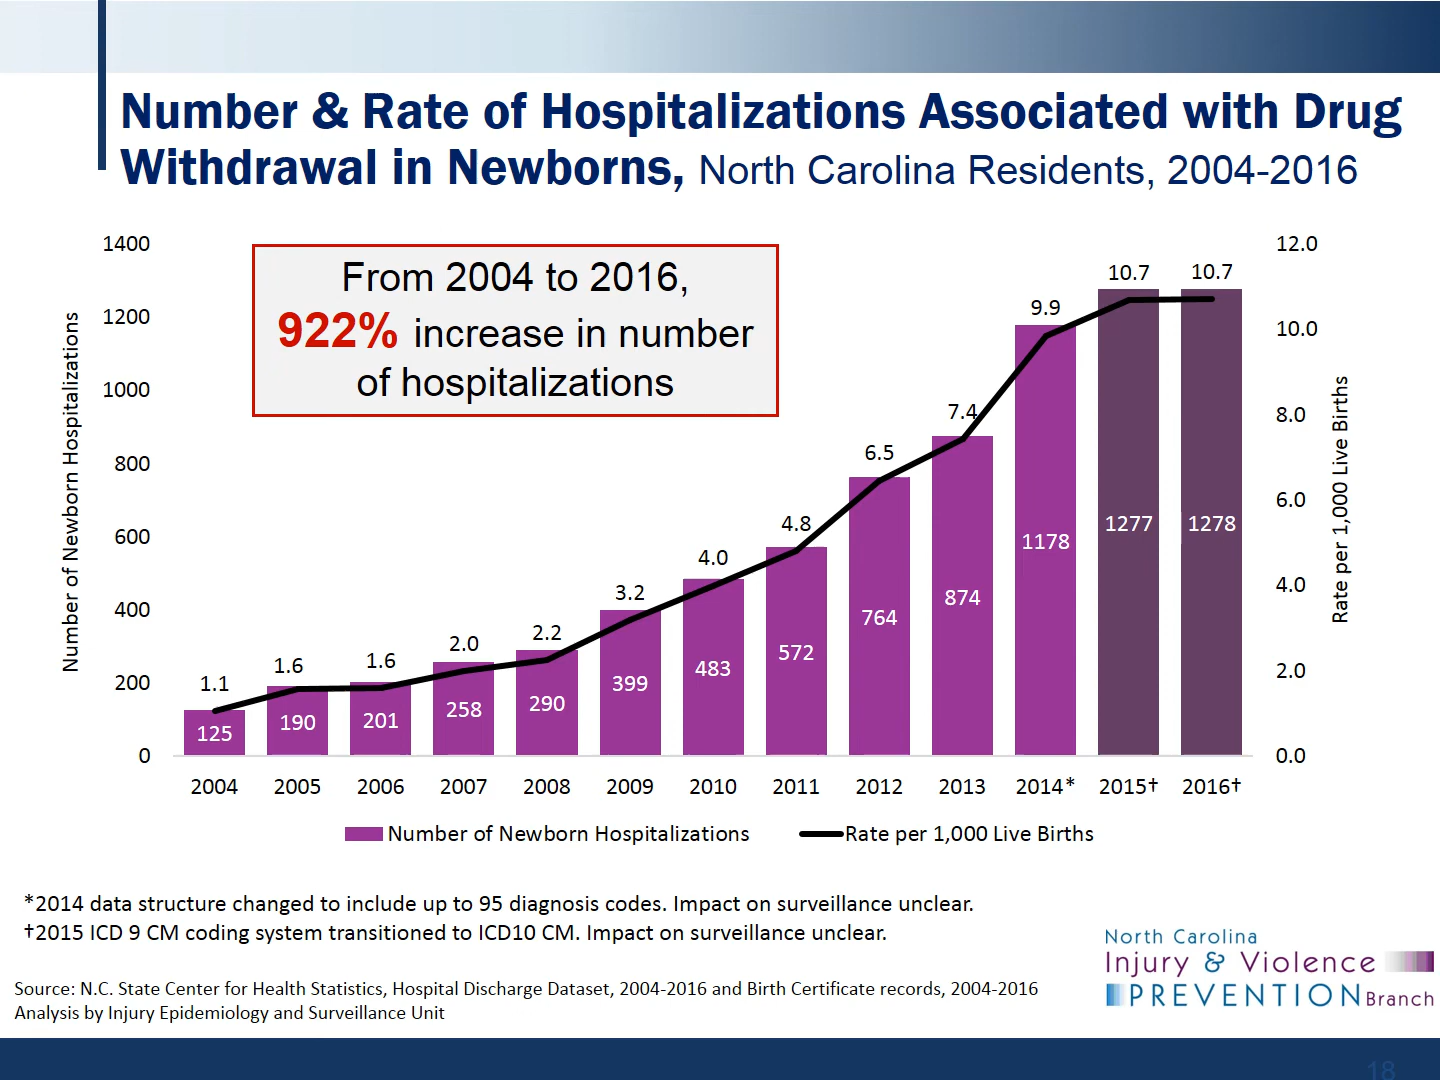 Number & Rate of Hospitalizations Associated with Drug
Withdrawal in Newborns, North Carolina Residents, 2004-2016
From 2004 to 2016,
922% increase in number
of hospitalizations
Number of Newborn Hospitalizations
1400
1200
1000
800
600
400
200
0
12.0
10.0
8.0
6.0
4.0
2.0
0.0
Rate per 1,000 Live Births
1.1
1.6
1.6
2.0
2.2
3.2
4.0
4.8
6.5
7.4
9.9
10.7
10.7
125
190
201
258
290
399
483
572
764
874
1178
1277
1278
2004 2005 2006 2007 2008 2009 2010 2011 2012 2013 2014* 2015† 2016†
Number of Newborn Hospitalizations Rate per 1,000 Live Births
*2014 data structure changed to include up to 95 diagnosis codes. Impact on surveillance unclear.
†2015 ICD 9 CM coding system transitioned to ICD10 CM. Impact on surveillance unclear.
Source: N.C. State Center for Health Statistics, Hospital Discharge Dataset, 2004-2016 and Birth Certificate records, 2004-2016
Analysis by Injury Epidemiology and Surveillance Unit
North Carolina
Injury & Violence
PREVENTION Branch
18